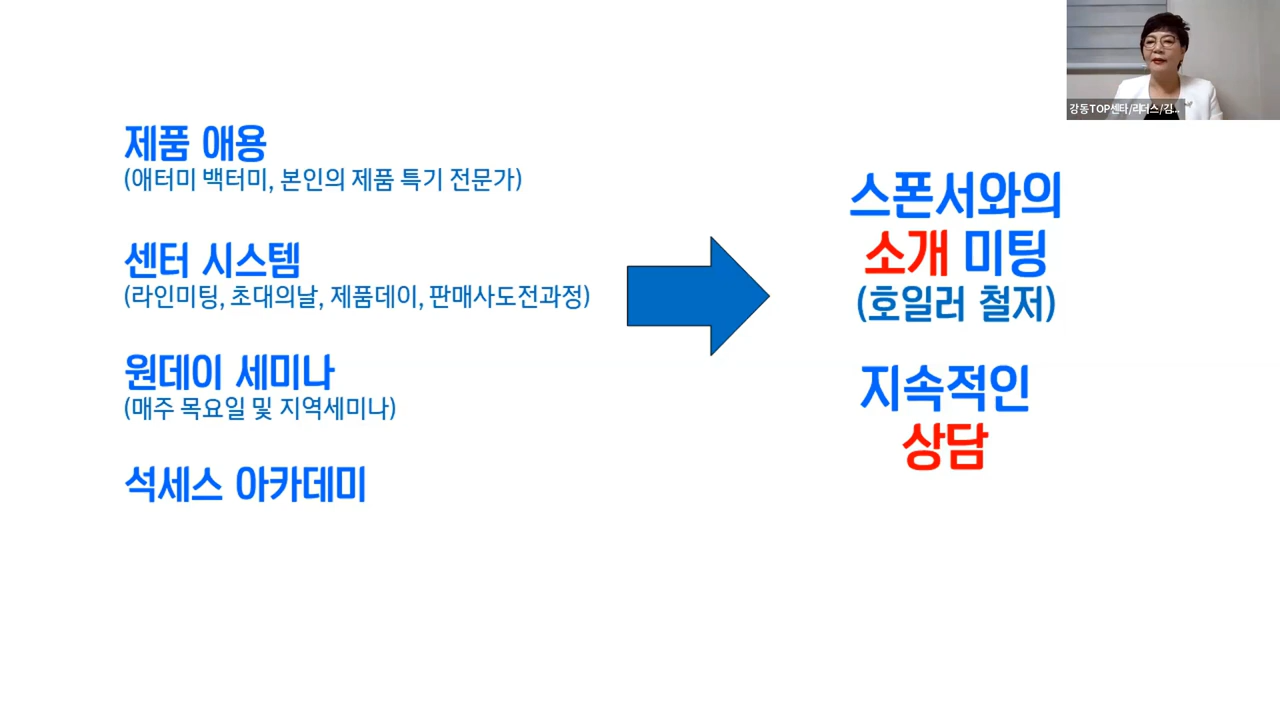 강동TOP센타/리더스/김...
제품 애용
(애터미 백터미, 본인의 제품 특기 전문가)
센터 시스템
(라인미팅, 초대의날, 제품데이, 판매사도전과정)
원데이 세미나
(매주 목요일 및 지역세미나)
석세스 아카데미
스폰서와의
소개 미팅
(호일러 철저)
지속적인
상담